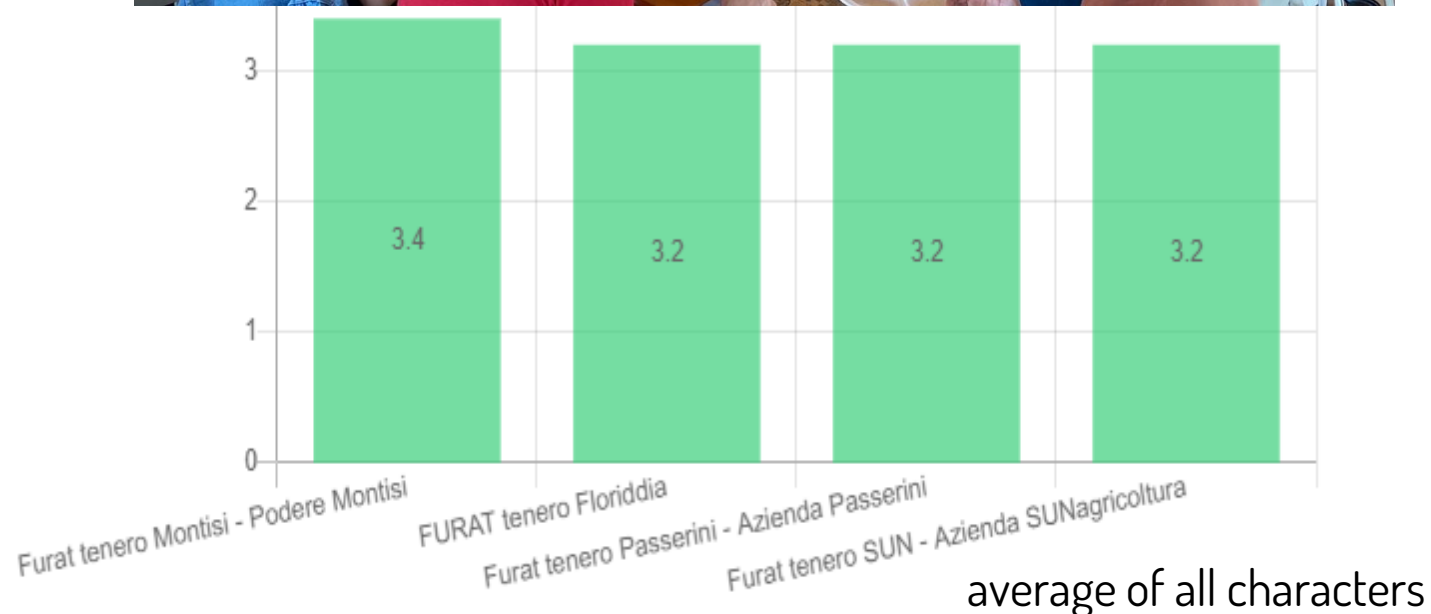 3
2
1
0
3.4
3.2
3.2
3.2
Furat tenero Montisi - Podere Montisi
FURAT tenero Floriddia
Furat tenero Passerini - Azienda Passerini
Furat tenero SUN - Azienda SUNagricoltura
average of all characters